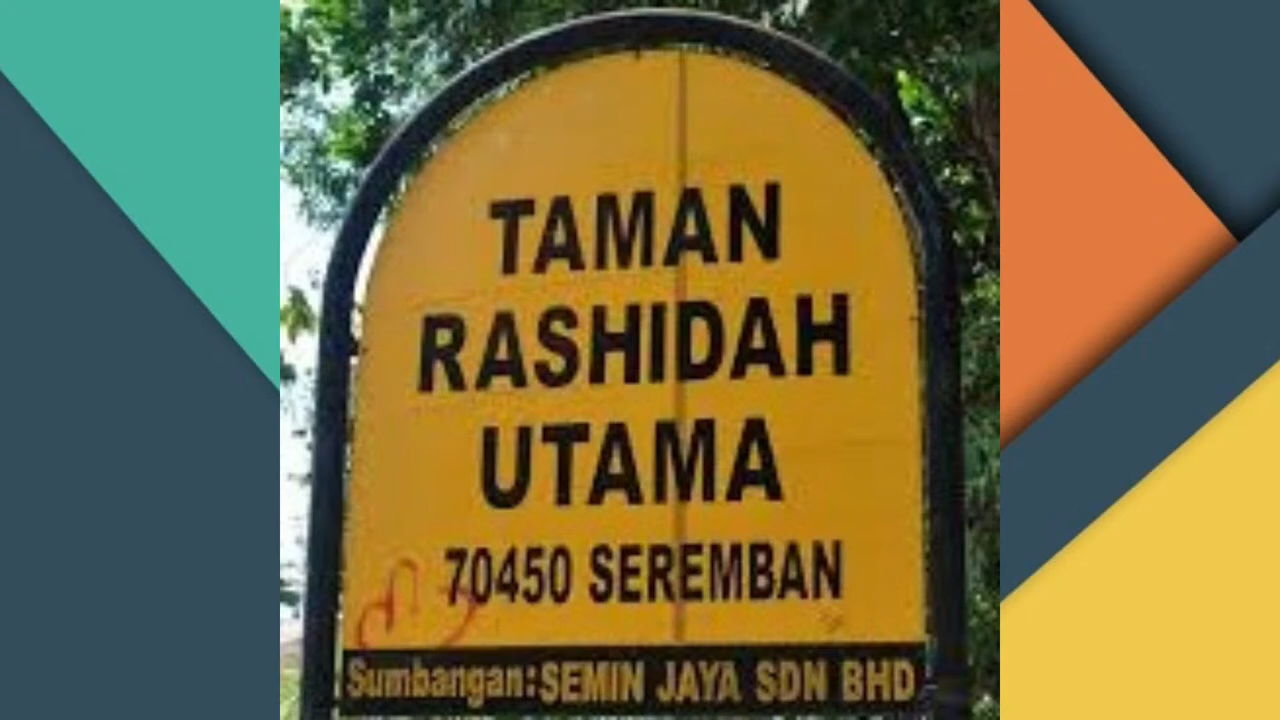 TAMAN
RASHIDAH
UTAMA
70450 SEREMBAN
Sumbangan:SEMIN JAYA SDN BHD